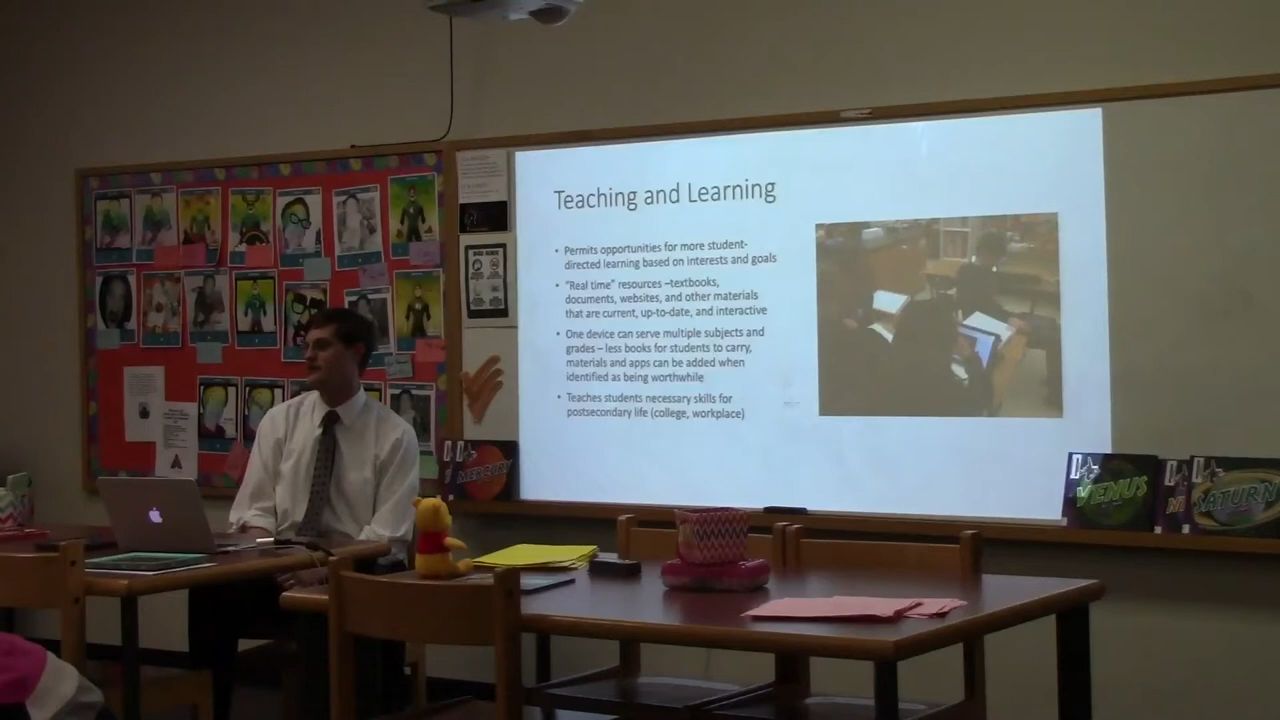 Teaching and Learning
• Permits opportunities for more student-
directed learning based on interests and goals
• "Real time" resources –textbooks,
documents, websites, and other materials
that are current, up-to-date, and interactive
• One device can serve multiple subjects and
grades – less books for students to carry,
materials and apps can be added when
identified as being worthwhile
• Teaches students necessary skills for
postsecondary life (college, workplace)
MERCURY
VENUS
SATURN